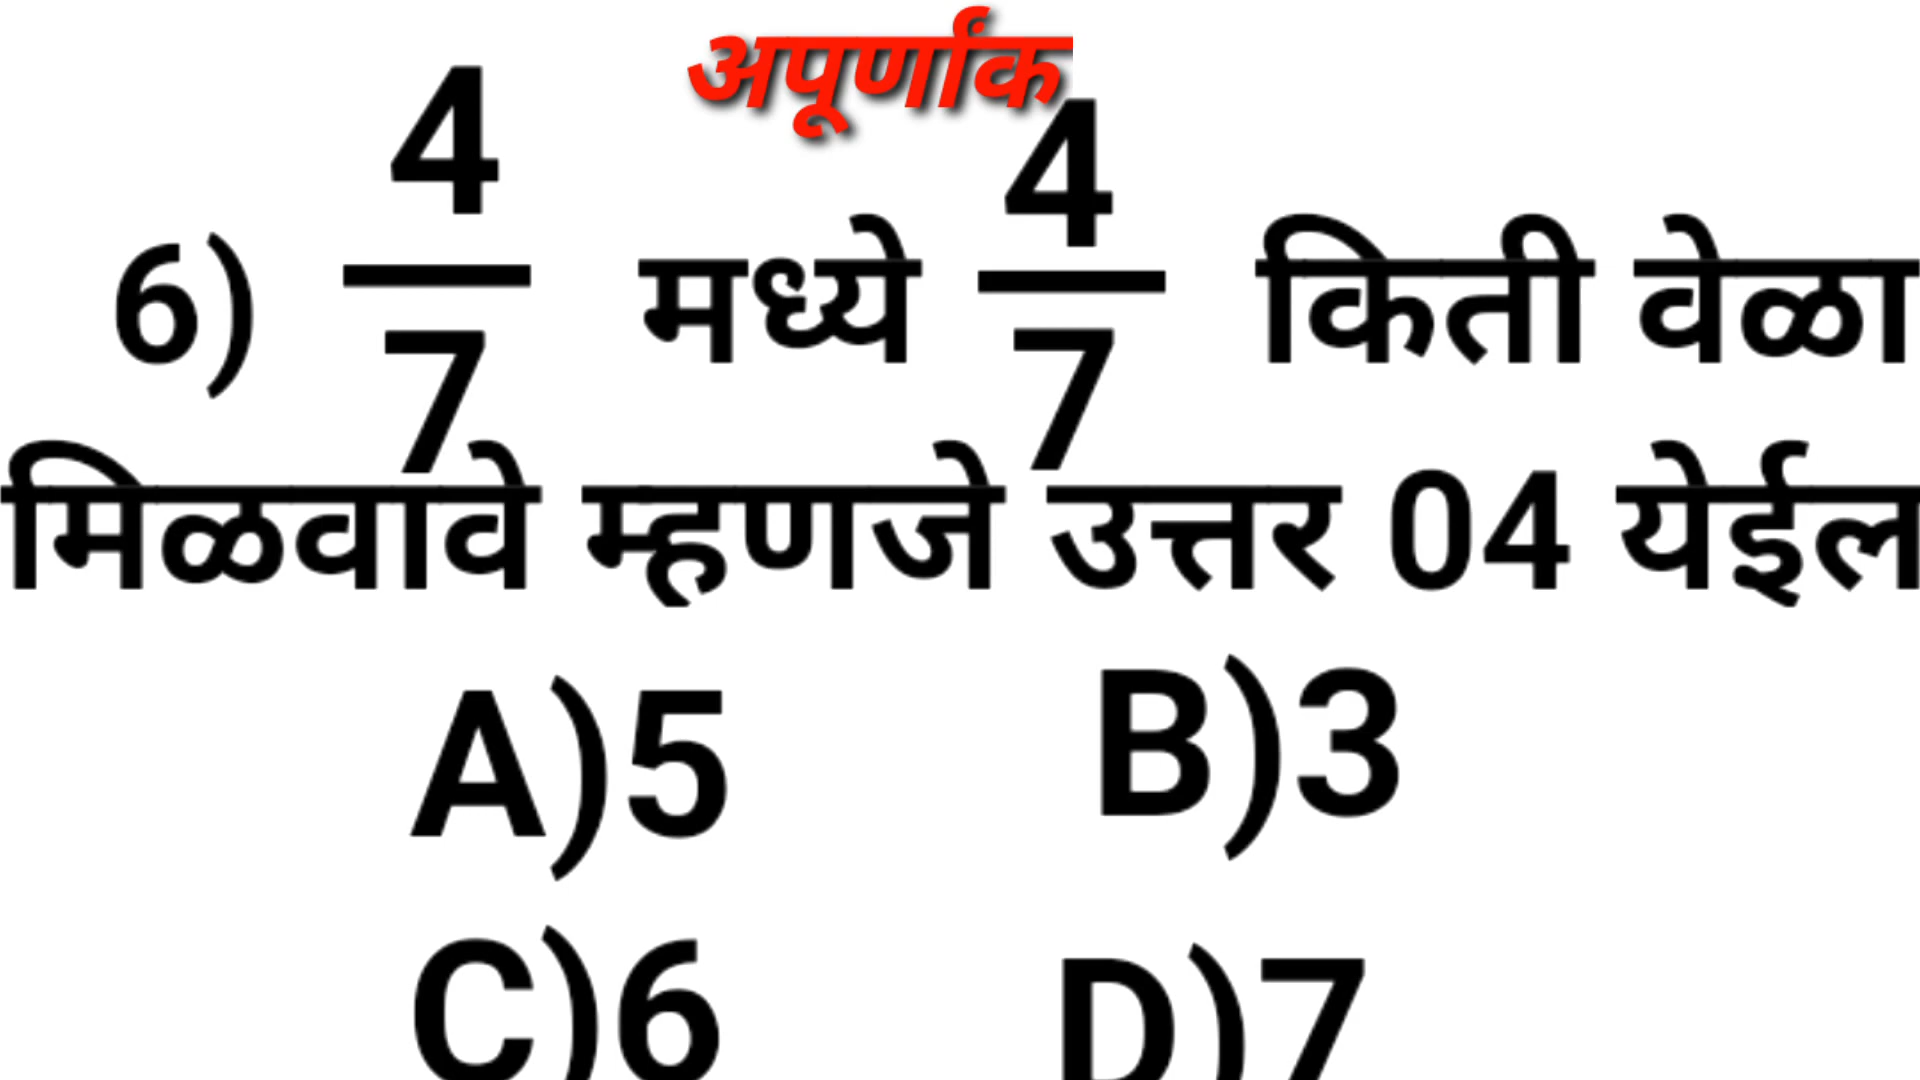 अपूर्णांक
6) 4/7 मध्ये 4/7 किती वेळा
मिळवावे म्हणजे उत्तर 04 येईल
A)5 B)3
C)6 D)7